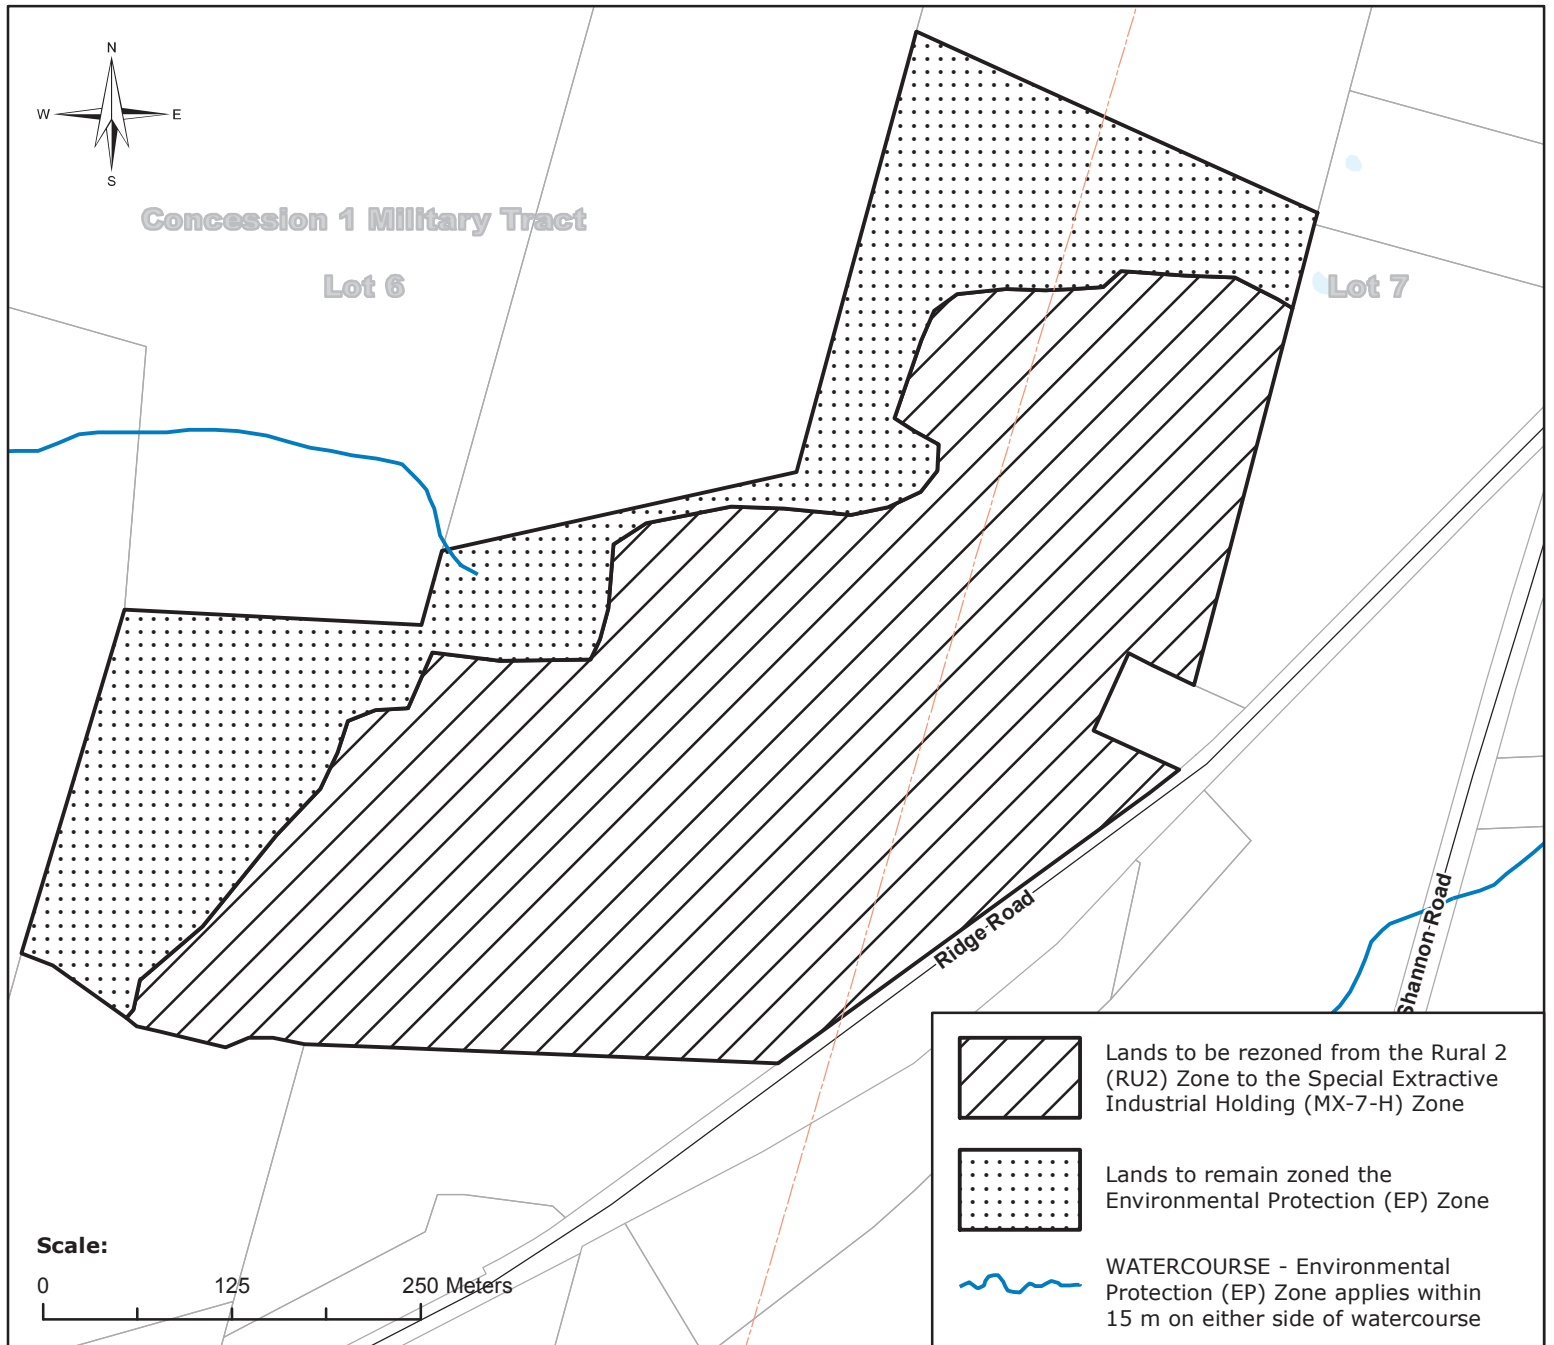 N
W E
S
Concession 1 Military Tract
Lot 6
Lot 7
Ridge Road
Shannon Road
Lands to be rezoned from the Rural 2
(RU2) Zone to the Special Extractive
Industrial Holding (MX-7-H) Zone
Lands to remain zoned the
Environmental Protection (EP) Zone
WATERCOURSE - Environmental
Protection (EP) Zone applies within
15 m on either side of watercourse
Scale:
0 125 250 Meters